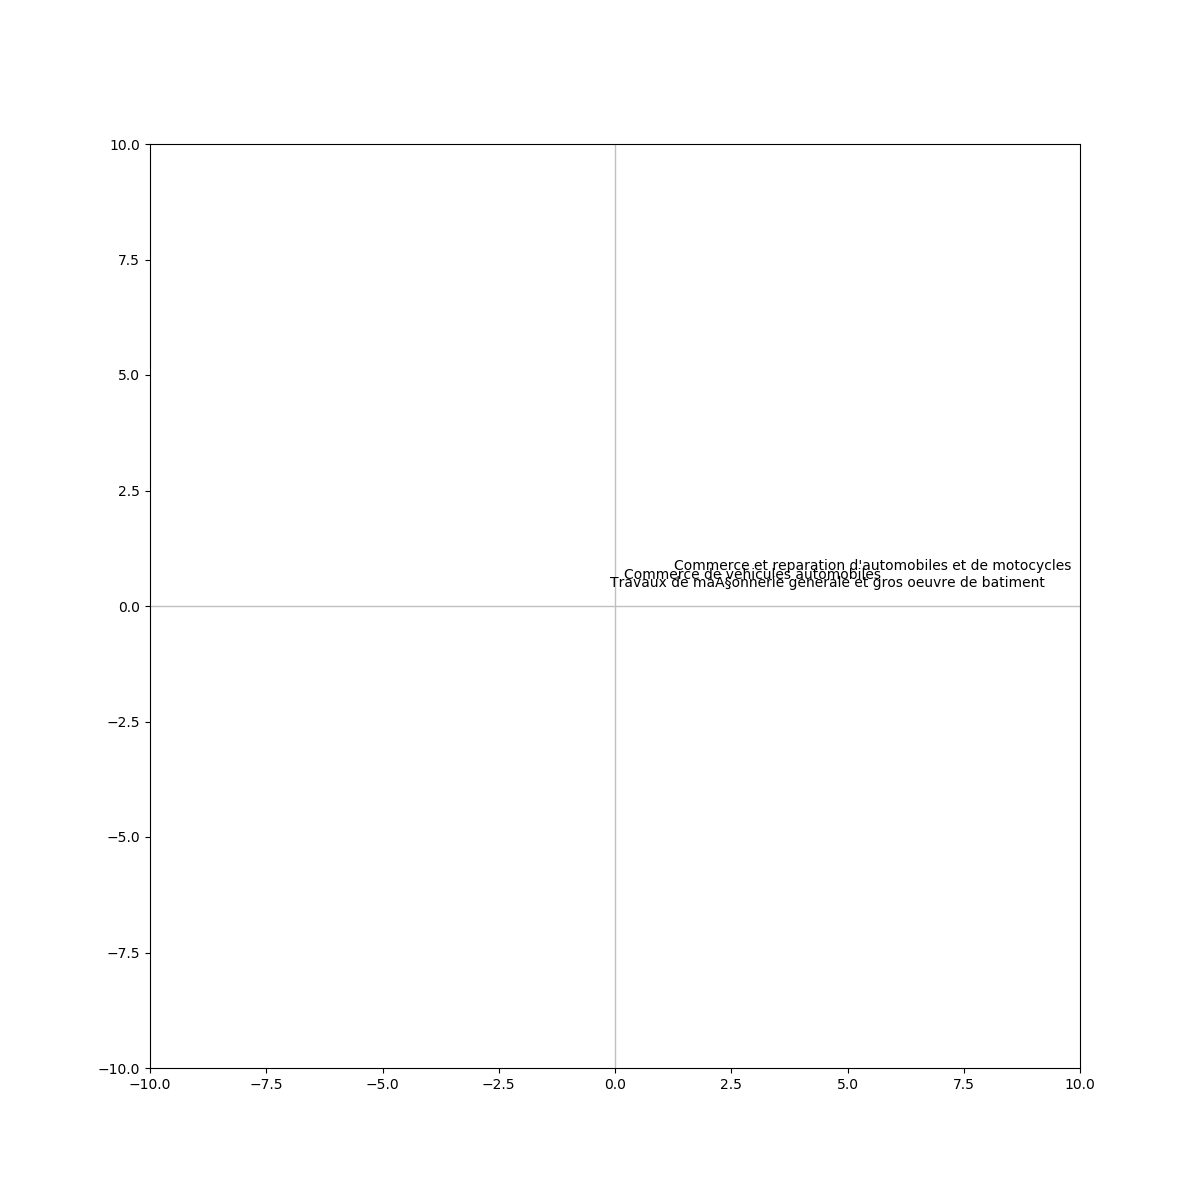 10.0
7.5
5.0
2.5
Commerce et reparation d'automobiles et de motocycles
Commerce de vehicules automobiles
Travaux de maÃ§onnerie generale et gros oeuvre de batiment
0.0
−2.5
−5.0
−7.5
−10.0
−10.0 −7.5 −5.0 −2.5 0.0 2.5 5.0 7.5 10.0